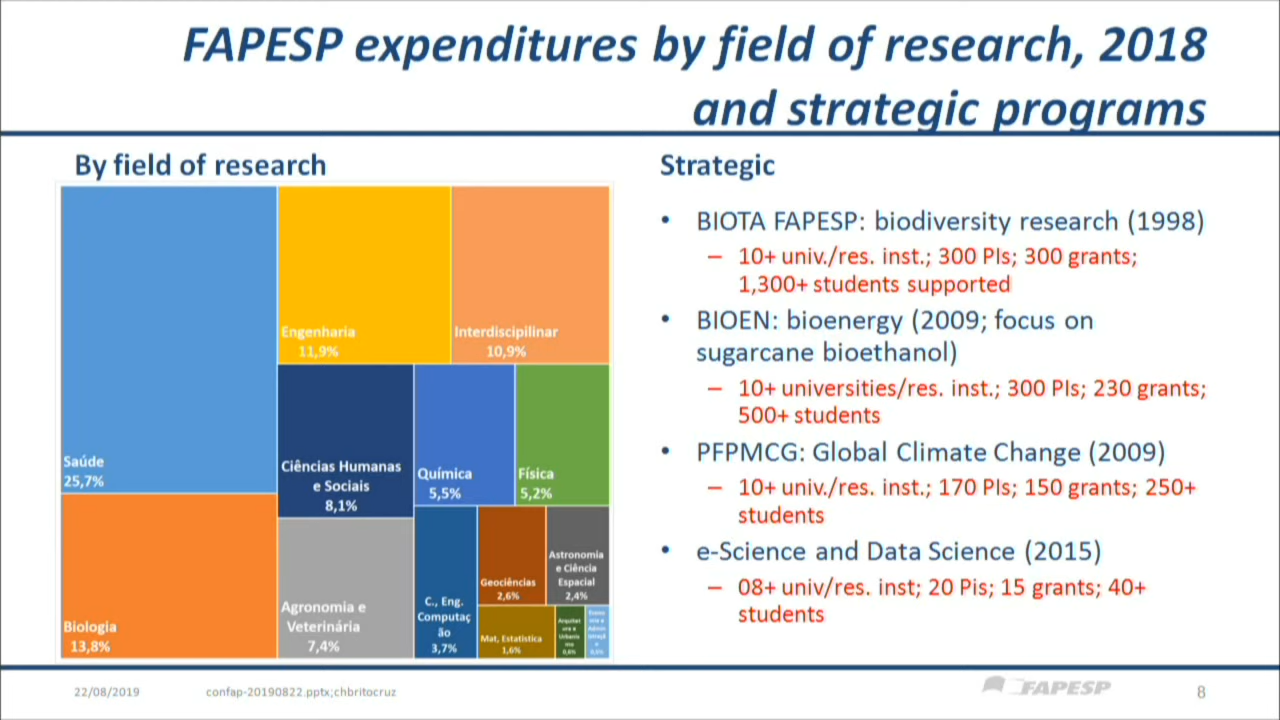 FAPESP expenditures by field of research, 2018
and strategic programs
By field of research
Saúde
25,7%
Biologia
13,8%
Engenharia
11,9%
Interdiscipilinar
10,9%
Ciências Humanas
e Sociais
8,1%
Agronomia e
Veterinária
7,4%
Química
5,5%
Física
5,2%
C., Eng.
Computaç
ão
3,7%
Geociências
2,6%
Astronomia
e Ciência
Espacial
2,4%
Mat, Estatística
1,6%
Strategic
• BIOTA FAPESP: biodiversity research (1998)
– 10+ univ./res. inst.; 300 PIs; 300 grants;
1,300+ students supported
• BIOEN: bioenergy (2009; focus on
sugarcane bioethanol)
– 10+ universities/res. inst.; 300 PIs; 230 grants;
500+ students
• PFPMCG: Global Climate Change (2009)
– 10+ univ./res. inst.; 170 PIs; 150 grants; 250+
students
• e-Science and Data Science (2015)
– 08+ univ/res. inst; 20 Pis; 15 grants; 40+
students
22/08/2019
confap-20190822.pptx;chbritocruz
FAPESP
8